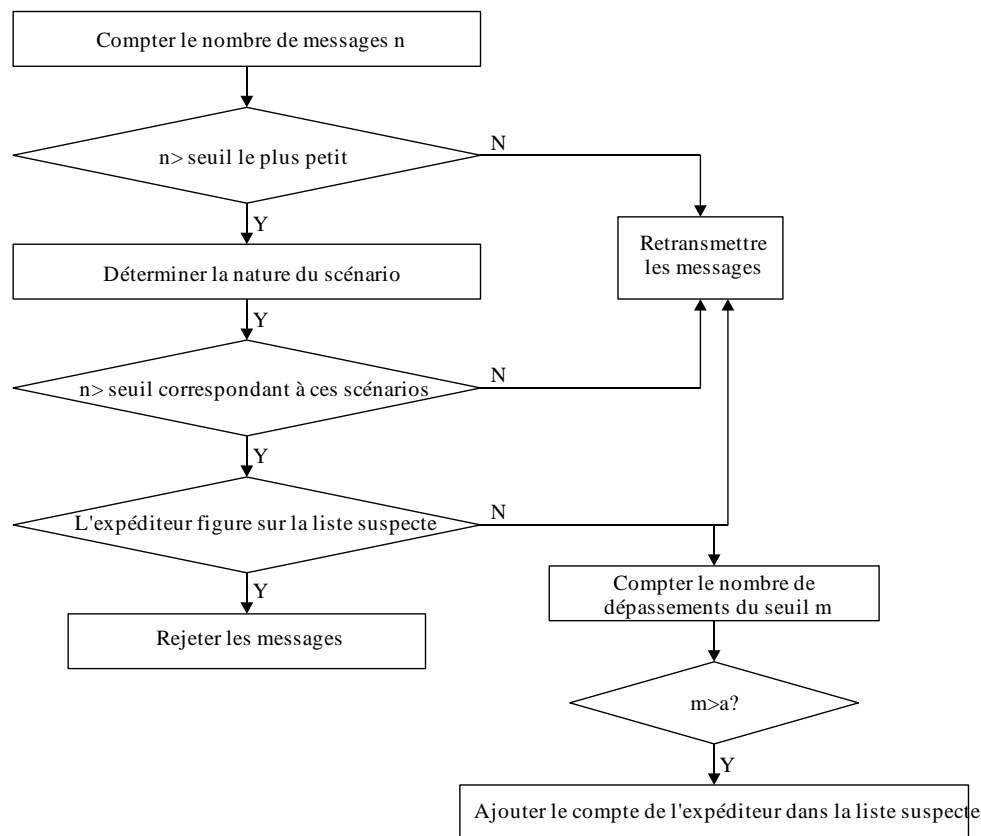 Compter le nombre de messages n
n> seuil le plus petit
N
Y
Retransmettre
les messages
Déterminer la nature du scénario
Y
n> seuil correspondant à ces scénarios
N
Y
L'expéditeur figure sur la liste suspecte
N
Y
Compter le nombre de
dépassements du seuil m
Rejeter les messages
m>a?
Y
Ajouter le compte de l'expéditeur dans la liste suspecte